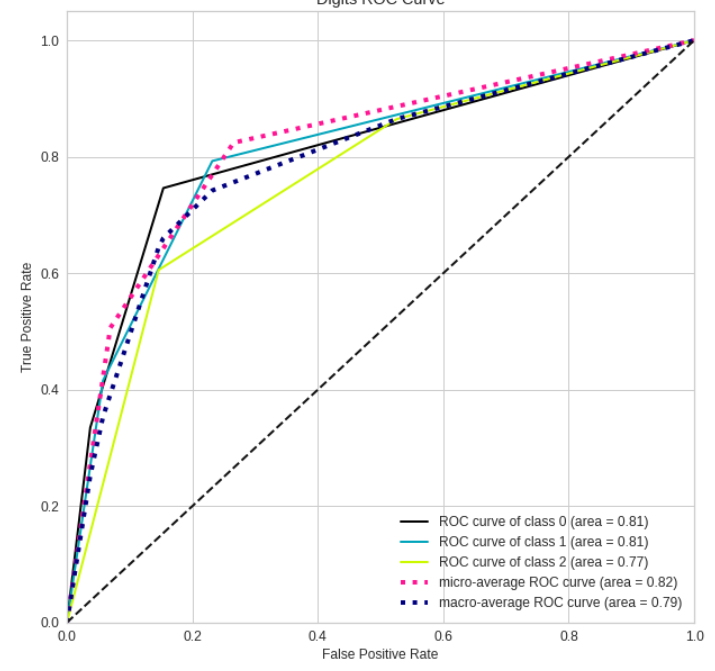 Digits ROC Curve
1.0
0.8
0.6
0.4
0.2
0.0
True Positive Rate
ROC curve of class 0 (area = 0.81)
ROC curve of class 1 (area = 0.81)
ROC curve of class 2 (area = 0.77)
micro-average ROC curve (area = 0.82)
macro-average ROC curve (area = 0.79)
0.0 0.2 0.4 0.6 0.8 1.0
False Positive Rate